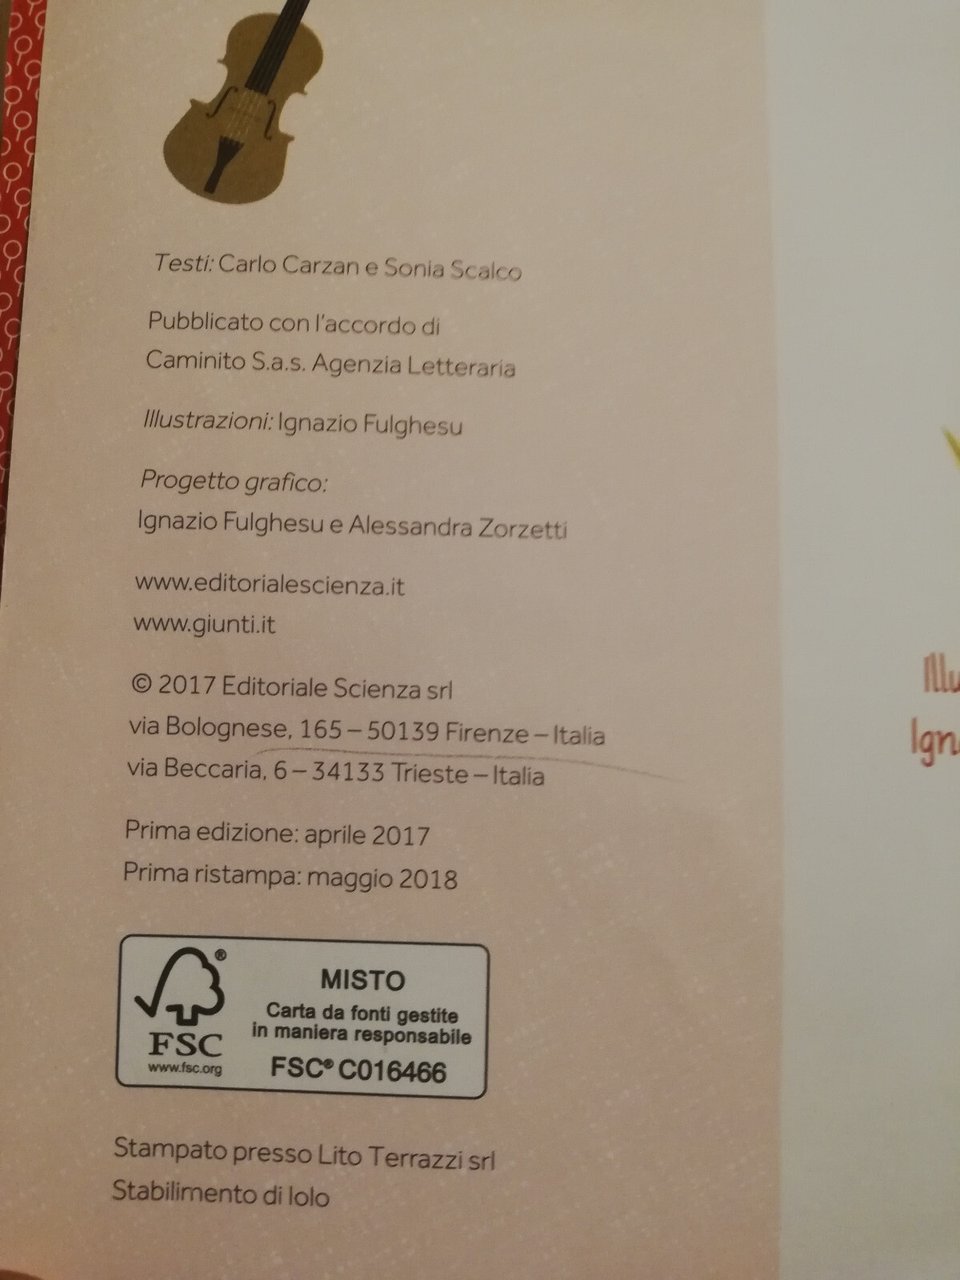 Testi: Carlo Carzan e Sonia Scalco
Pubblicato con l'accordo di
Caminito S.a.s. Agenzia Letteraria
Illustrazioni: Ignazio Fulghesu
Progetto grafico:
Ignazio Fulghesu e Alessandra Zorzetti
www.editorialescienza.it
www.giunti.it
© 2017 Editoriale Scienza srl
via Bolognese, 165 – 50139 Firenze – Italia
via Beccaria, 6 – 34133 Trieste – Italia
Prima edizione: aprile 2017
Prima ristampa: maggio 2018
®
FSC
www.fsc.org
MISTO
Carta da fonti gestite
in maniera responsabile
FSC® C016466
Stampato presso Lito Terrazzi srl
Stabilimento di Iolo